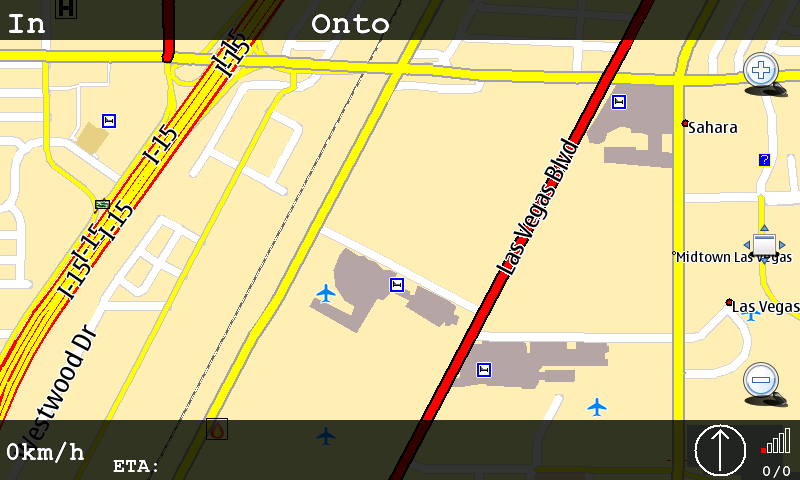 In
Onto
H
I-15
I-15
I-15
Sahara
?
Las Vegas Blvd
I-15
I-15
Midtown Las Vegas
I-15
Las Vegas
Westwood Dr
0km/h
ETA:
0/0